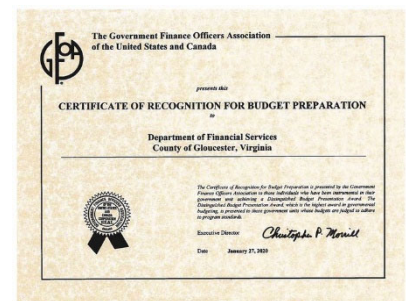 GFOA
The Government Finance Officers Association
of the United States and Canada
presents this
CERTIFICATE OF RECOGNITION FOR BUDGET PREPARATION
to
Department of Financial Services
County of Gloucester, Virginia
The Certificate of Recognition for Budget Preparation is presented by the Government
Finance Officers Association to those individuals who have been instrumental in their
government unit achieving a Distinguished Budget Presentation Award. The
Distinguished Budget Presentation Award, which is the highest award in governmental
budgeting, is presented to those government units whose budgets are judged to adhere
to program standards.
Executive Director
Christopher P. Morrill
Date January 27, 2020